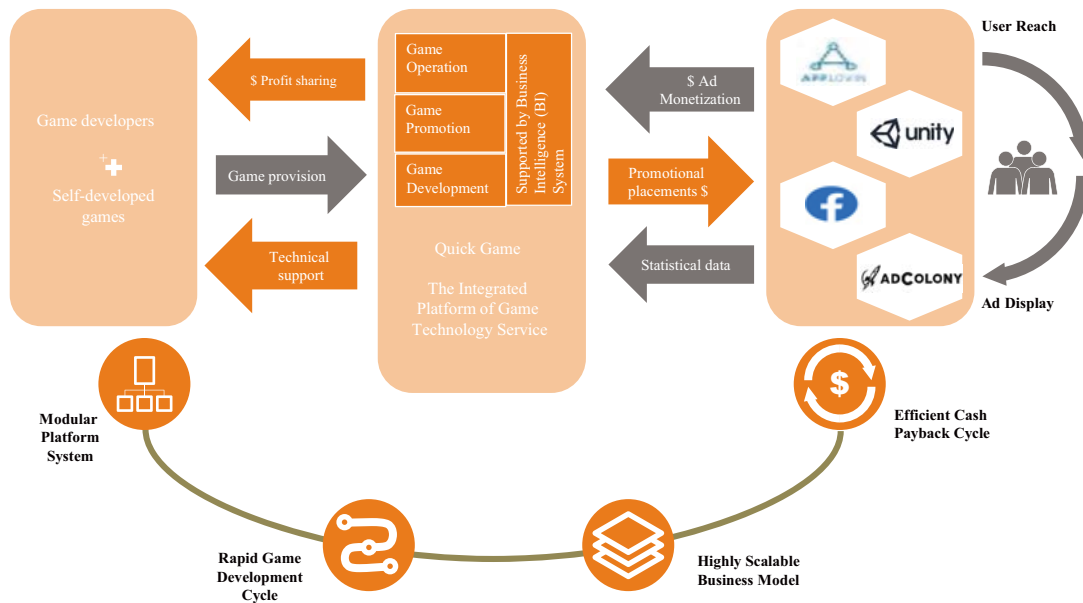 Game developers
+
Self-developed
games
$ Profit sharing
Game provision
Technical
support
Game
Operation
Game
Promotion
Game
Development
Supported by Business
Intelligence (BI)
System
Quick Game
The Integrated
Platform of Game
Technology Service
$ Ad
Monetization
Promotional
placements $
Statistical data
APPLOVIN
unity
f
ADCOLONY
User Reach
Ad Display
Modular
Platform
System
Rapid Game
Development
Cycle
Highly Scalable
Business Model
$
Efficient Cash
Payback Cycle